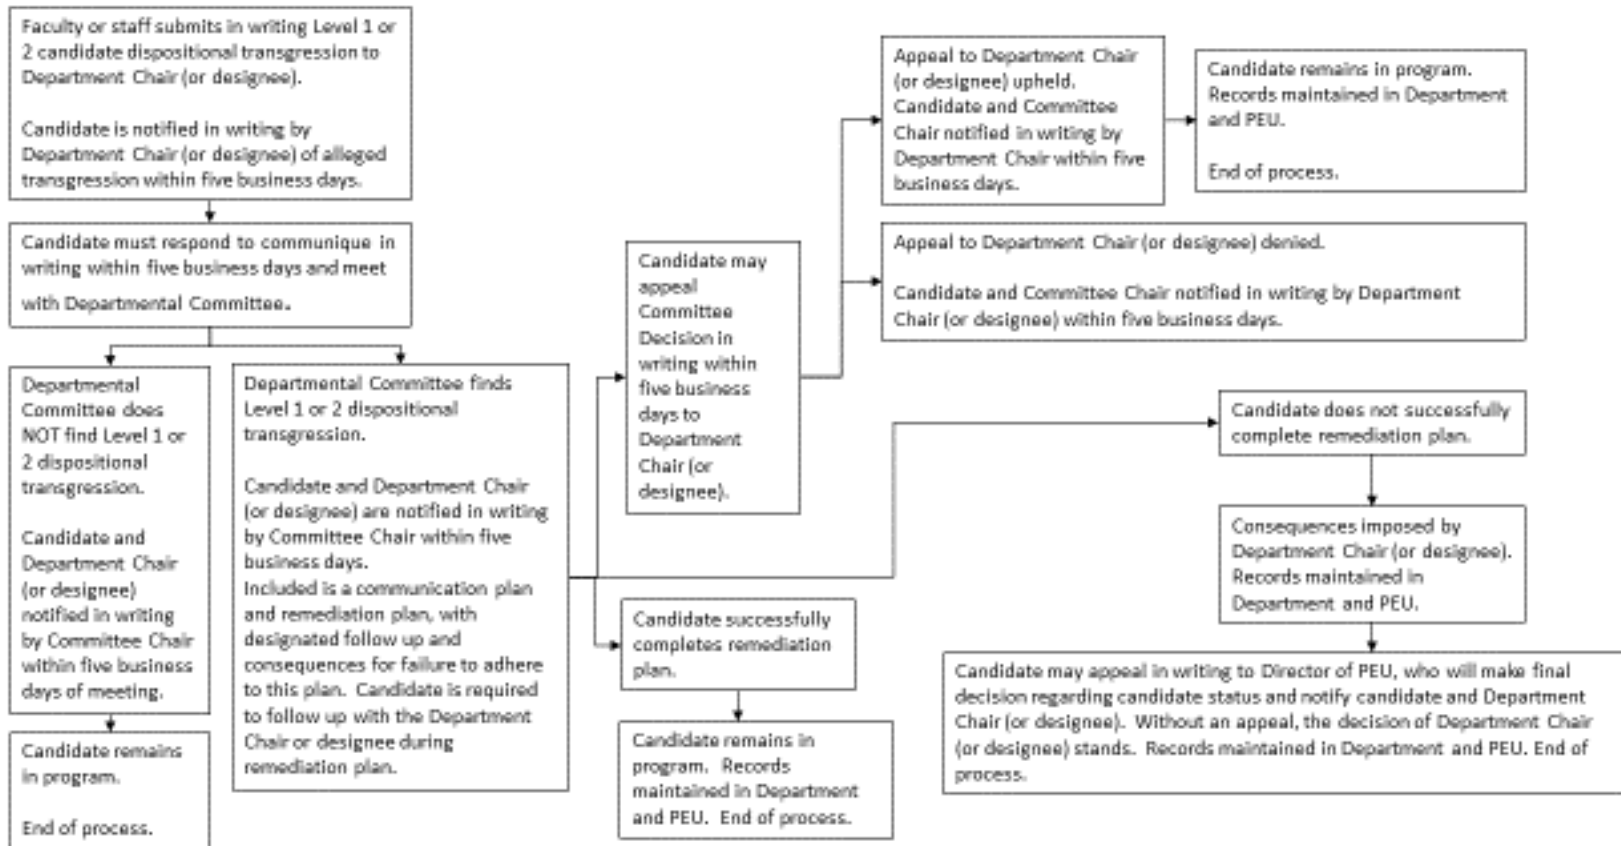 Faculty or staff submits in writing Level 1 or
2 candidate dispositional transgression to
Department Chair (or designee).
Candidate is notified in writing by
Department Chair (or designee) of alleged
transgression within five business days.
Candidate must respond to communique in
writing within five business days and meet
with Departmental Committee.
Departmental
Committee does
NOT find Level 1 or
2 dispositional
transgression.
Candidate and
Department Chair
(or designee)
notified in writing
by Committee Chair
within five business
days of meeting.
Candidate remains
in program.
End of process.
Departmental Committee finds
Level 1 or 2 dispositional
transgression.
Candidate and Department Chair
(or designee) are notified in writing
by Committee Chair within five
business days.
Included is a communication plan
and remediation plan, with
designated follow up and
consequences for failure to adhere
to this plan. Candidate is required
to follow up with the Department
Chair or designee during
remediation plan.
Candidate may
appeal
Committee
Decision in
writing within
five business
days to
Department
Chair (or
designee).
Appeal to Department Chair
(or designee) upheld.
Candidate and Committee
Chair notified in writing by
Department Chair within five
business days.
Candidate remains in program.
Records maintained in Department
and PEU.
End of process.
Appeal to Department Chair (or designee) denied.
Candidate and Committee Chair notified in writing by Department
Chair (or designee) within five business days.
Candidate successfully
completes remediation
plan.
Candidate remains in
program. Records
maintained in Department
and PEU. End of process.
Candidate does not successfully
complete remediation plan.
Consequences imposed by
Department Chair (or designee).
Records maintained in
Department and PEU.
Candidate may appeal in writing to Director of PEU, who will make final
decision regarding candidate status and notify candidate and Department
Chair (or designee). Without an appeal, the decision of Department Chair
(or designee) stands. Records maintained in Department and PEU. End of
process.